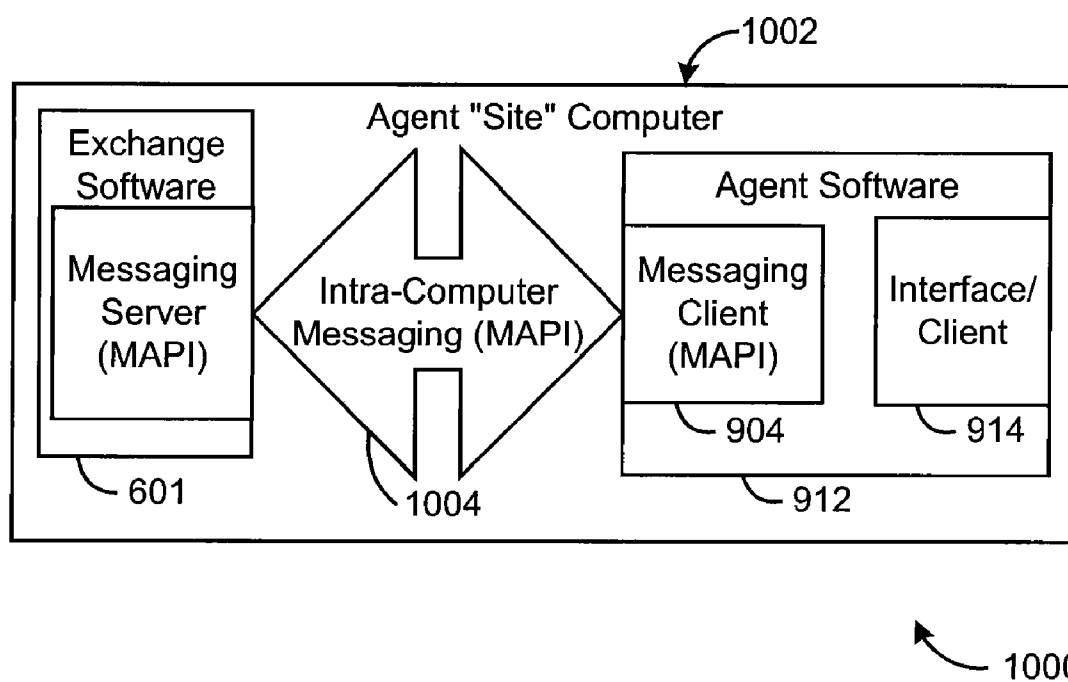 1002
Agent "Site" Computer
Exchange
Software
Agent Software
Messaging
Server
(MAPI)
Intra-Computer
Messaging (MAPI)
Messaging
Client
(MAPI)
Interface/
Client
904
914
601
1004
912
1000